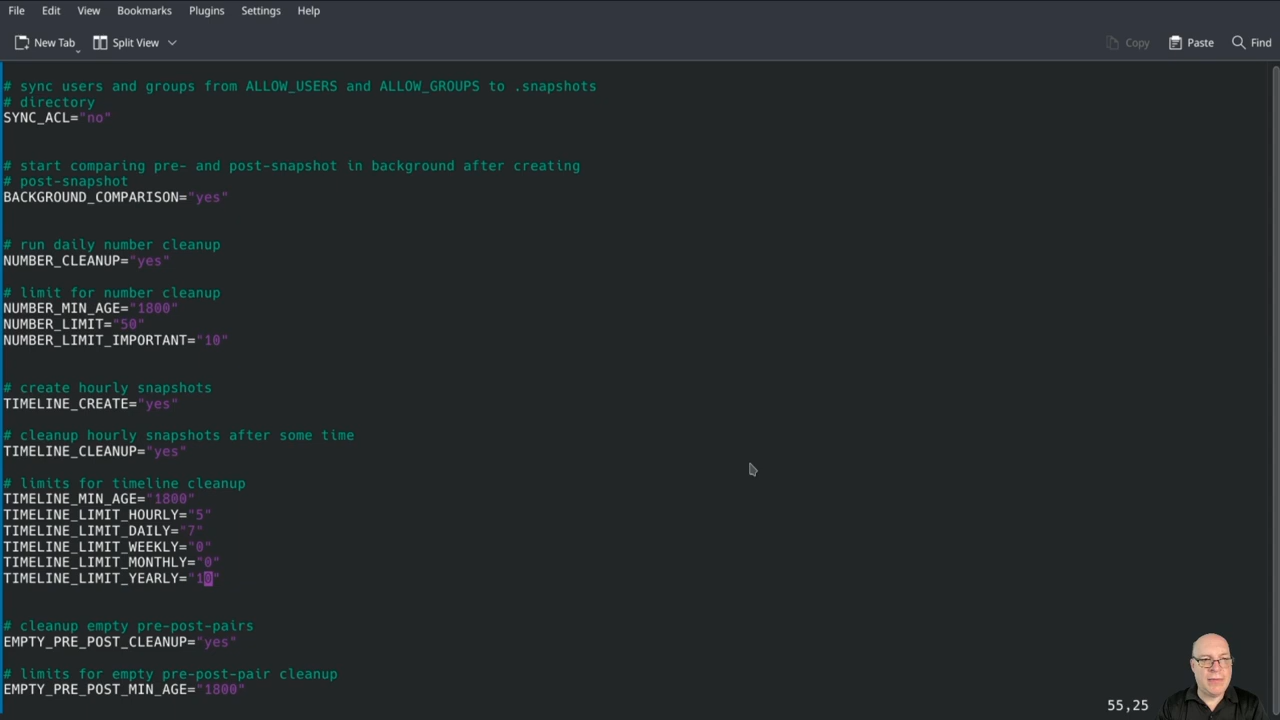 File Edit View Bookmarks Plugins Settings Help
New Tab Split View Copy Paste Find
# sync users and groups from ALLOW_USERS and ALLOW_GROUPS to .snapshots
# directory
SYNC_ACL="no"
# start comparing pre- and post-snapshot in background after creating
# post-snapshot
BACKGROUND_COMPARISON="yes"
# run daily number cleanup
NUMBER_CLEANUP="yes"
# limit for number cleanup
NUMBER_MIN_AGE="1800"
NUMBER_LIMIT="50"
NUMBER_LIMIT_IMPORTANT="10"
# create hourly snapshots
TIMELINE_CREATE="yes"
# cleanup hourly snapshots after some time
TIMELINE_CLEANUP="yes"
# limits for timeline cleanup
TIMELINE_MIN_AGE="1800"
TIMELINE_LIMIT_HOURLY="5"
TIMELINE_LIMIT_DAILY="7"
TIMELINE_LIMIT_WEEKLY="0"
TIMELINE_LIMIT_MONTHLY="0"
TIMELINE_LIMIT_YEARLY="10"
# cleanup empty pre-post-pairs
EMPTY_PRE_POST_CLEANUP="yes"
# limits for empty pre-post-pair cleanup
EMPTY_PRE_POST_MIN_AGE="1800"
55,25